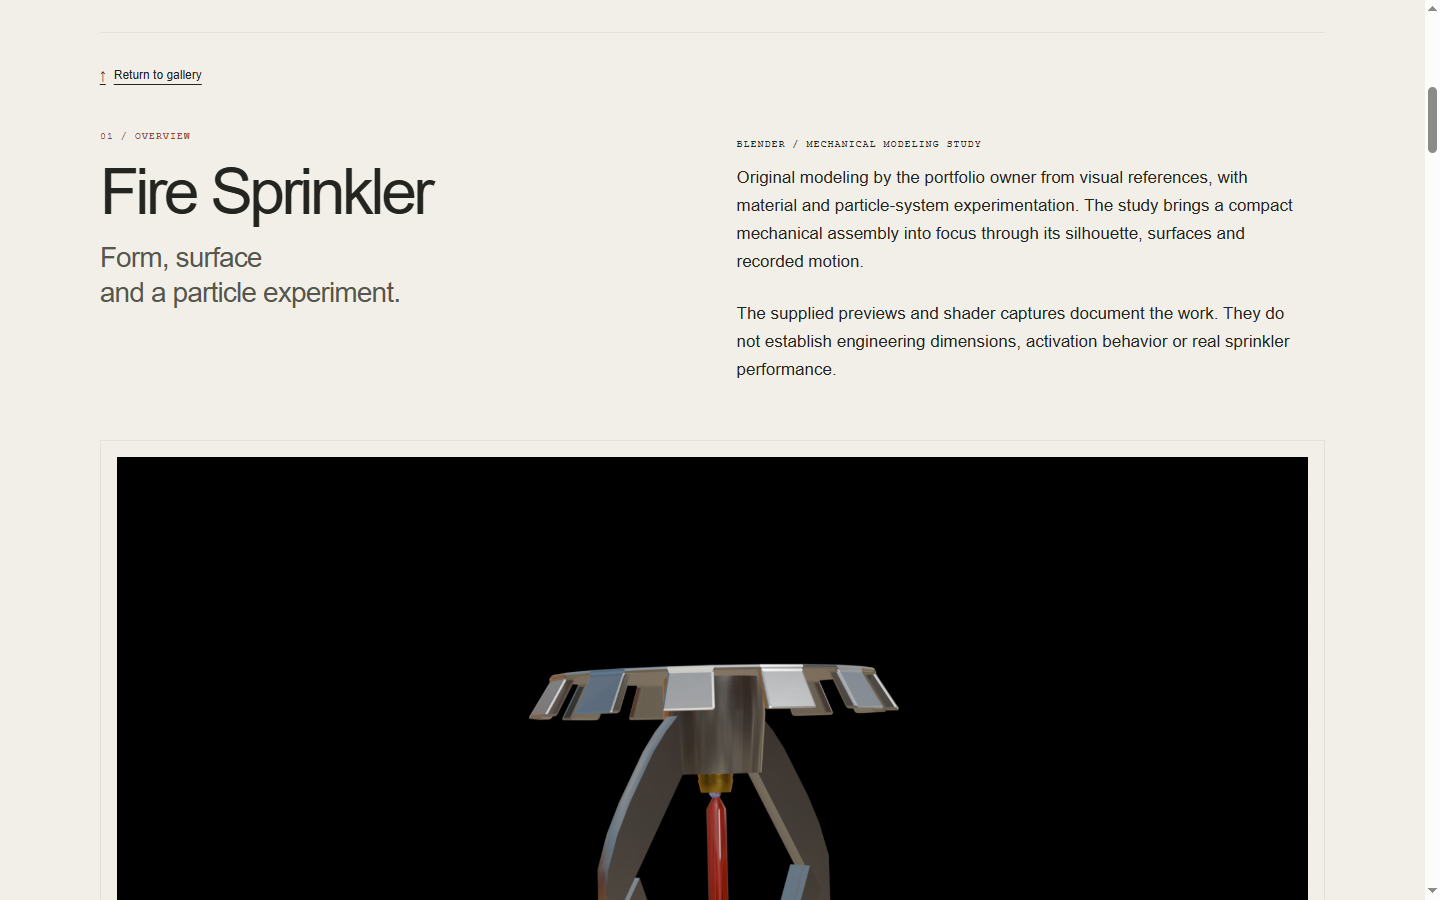 ↑ Return to gallery
01 / OVERVIEW
Fire Sprinkler
Form, surface
and a particle experiment.
BLENDER / MECHANICAL MODELING STUDY
Original modeling by the portfolio owner from visual references, with
material and particle-system experimentation. The study brings a compact
mechanical assembly into focus through its silhouette, surfaces and
recorded motion.
The supplied previews and shader captures document the work. They do
not establish engineering dimensions, activation behavior or real sprinkler
performance.